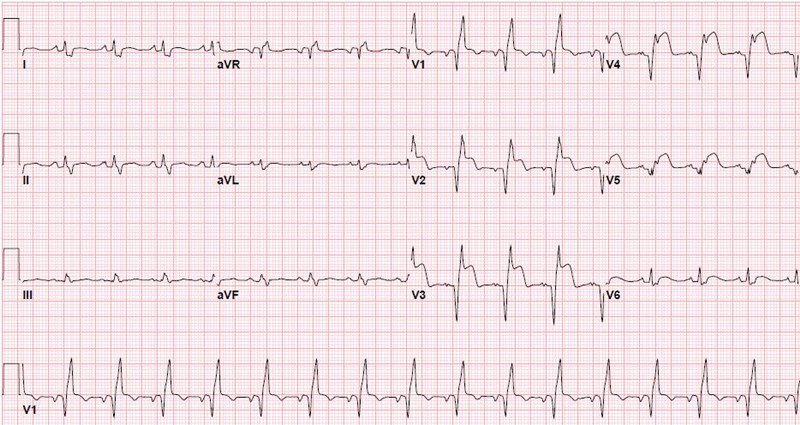 I aVR V1 V4
II aVL V2 V5
III aVF V3 V6
V1